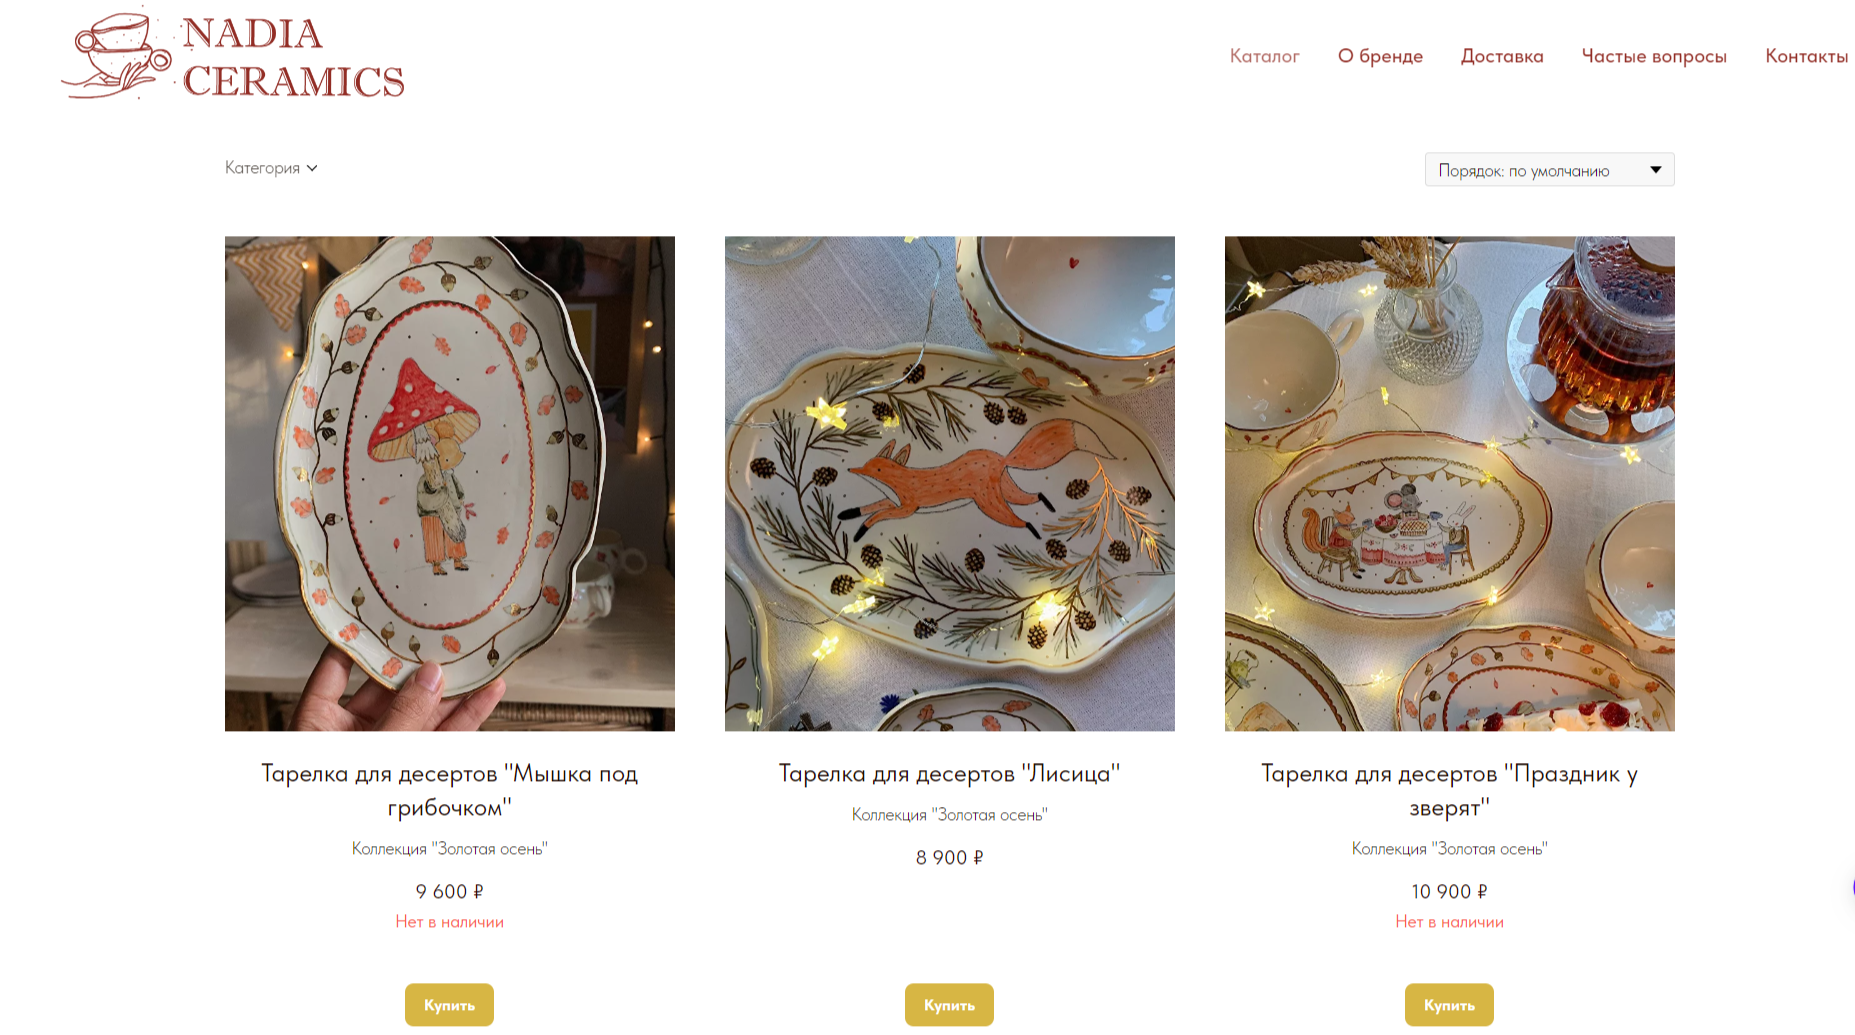 NADIA
CERAMICS
Каталог О бренде Доставка Частые вопросы Контакты
Категория
Порядок: по умолчанию
Тарелка для десертов "Мышка под
грибочком"
Коллекция "Золотая осень"
9 600 ₽
Нет в наличии
Купить
Тарелка для десертов "Лисица"
Коллекция "Золотая осень"
8 900 ₽
Купить
Тарелка для десертов "Праздник у
зверят"
Коллекция "Золотая осень"
10 900 ₽
Нет в наличии
Купить